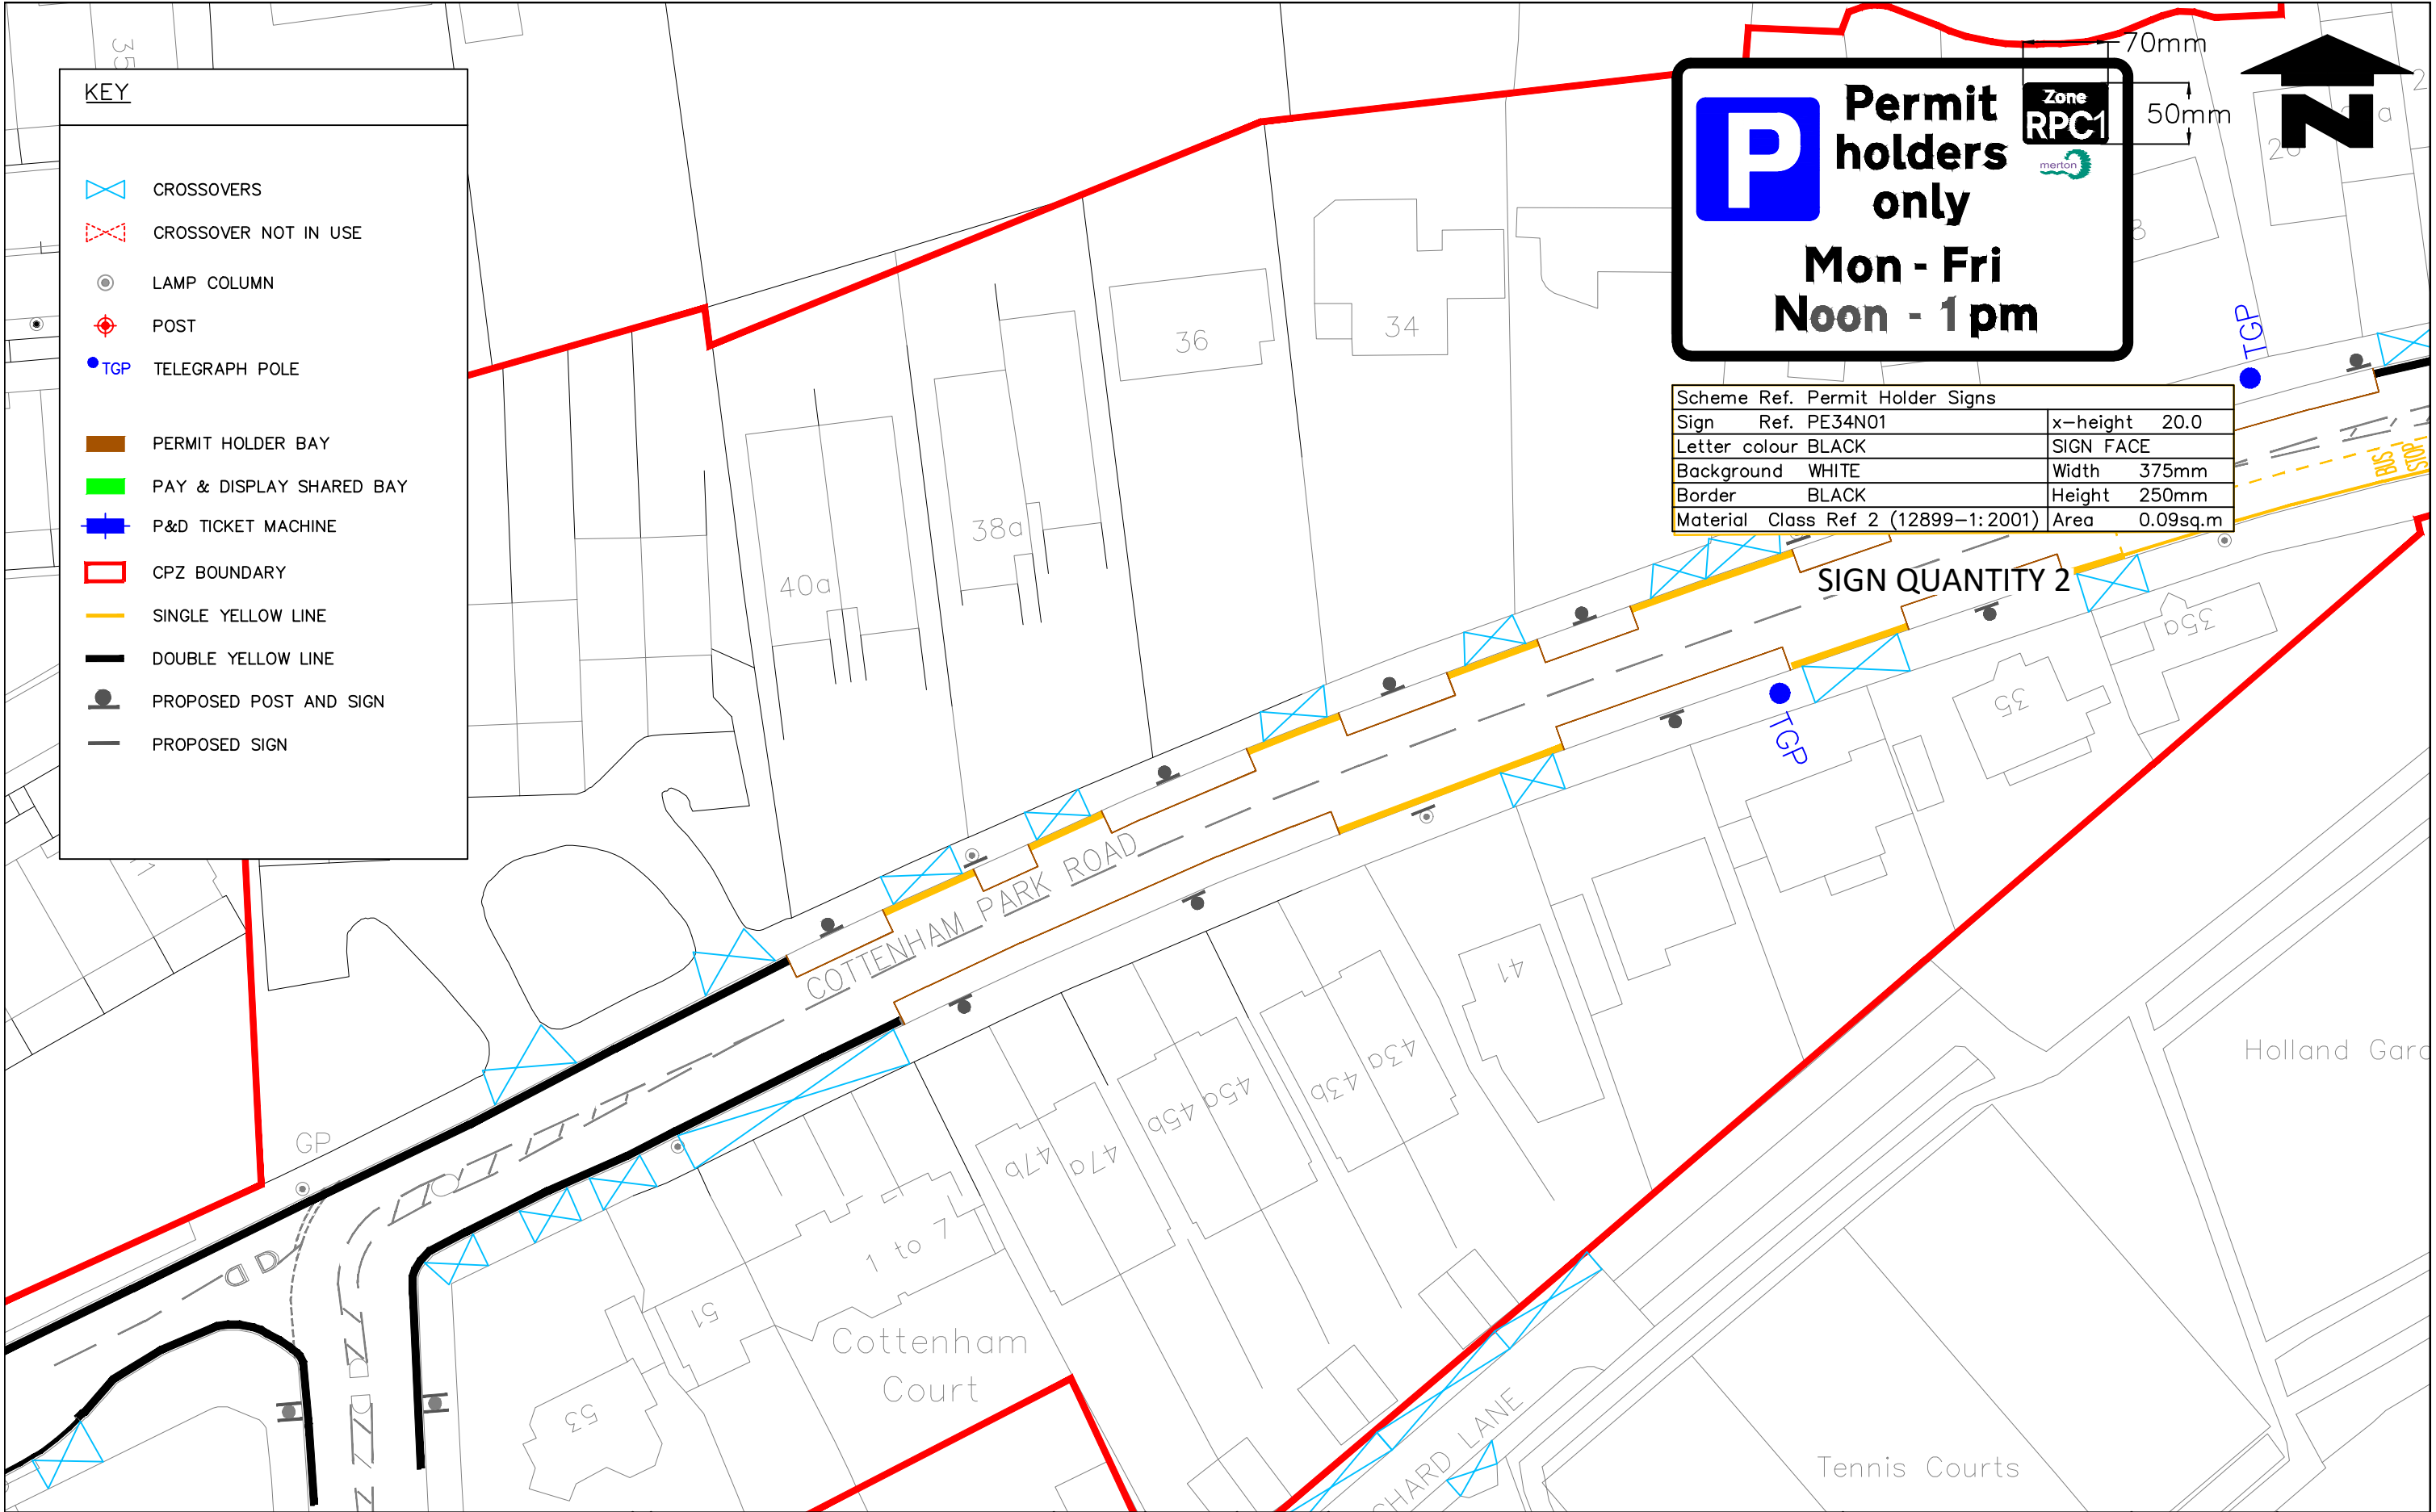 35
KEY
CROSSOVERS
CROSSOVER NOT IN USE
LAMP COLUMN
POST
TGP TELEGRAPH POLE
PERMIT HOLDER BAY
PAY & DISPLAY SHARED BAY
P&D TICKET MACHINE
CPZ BOUNDARY
SINGLE YELLOW LINE
DOUBLE YELLOW LINE
PROPOSED POST AND SIGN
PROPOSED SIGN
70mm
50mm
P
Permit
holders
only
Zone
RPC1
merton
Mon - Fri
Noon - 1pm
N
26
Scheme Ref. Permit Holder Signs
Sign Ref. PE34N01 x-height 20.0
Letter colour BLACK SIGN FACE
Background WHITE Width 375mm
Border BLACK Height 250mm
Material Class Ref 2 (12899-1:2001) Area 0.09sq.m
SIGN QUANTITY 2
TGP
BUS
STOP
34
36
38a
40a
35a
35
TGP
COTTENHAM PARK ROAD
41
43a
43b
45a
45b
47a
47b
GP
1 to 7
51
53
Cottenham
Court
Holland Gard
Tennis Courts
CHARD LANE